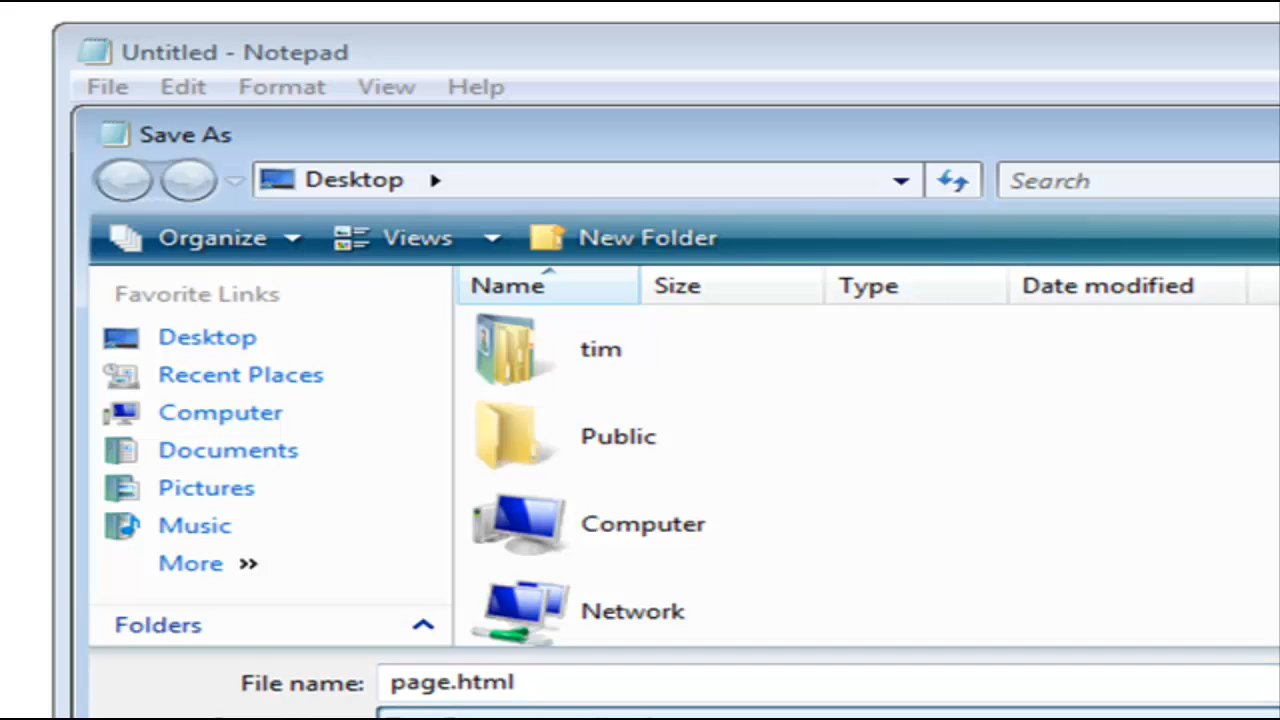 Untitled - Notepad
File Edit Format View Help
Save As
Desktop
Search
Organize Views New Folder
Favorite Links
Desktop
Recent Places
Computer
Documents
Pictures
Music
More »
Folders
Name Size Type Date modified
tim
Public
Computer
Network
File name: page.html